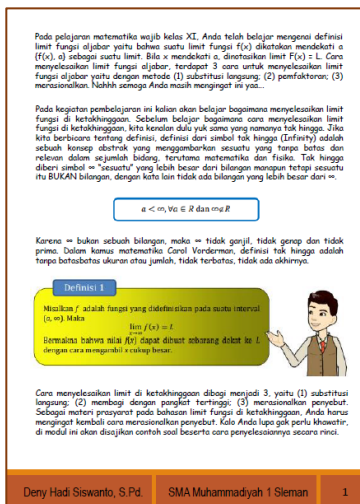 Pada pelajaran matematika wajib kelas XI, Anda telah belajar mengenai definisi
limit fungsi aljabar yaitu bahwa suatu limit fungsi f(x) dikatakan mendekati a
{f(x), a} sebagai suatu limit. Bila x mendekati a, dinotasikan limit F(x) = L. Cara
menyelesaikan limit fungsi aljabar, terdapat 3 cara untuk menyelesaikan limit
fungsi aljabar yaitu dengan metode (1) substitusi langsung; (2) pemfaktoran; (3)
merasionalkan. Nahhh semoga Anda masih mengingat ini yaa...
Pada kegiatan pembelajaran ini kalian akan belajar bagaimana menyelesaikan limit
fungsi di ketakhinggaan. Sebelum belajar bagaimana cara menyelesaikan limit
fungsi di ketakhinggaan, kita kenalan dulu yuk sama yang namanya tak hingga. Jika
kita berbicara tentang definisi, definisi dari simbol tak hingga (Infinity) adalah
sebuah konsep abstrak yang menggambarkan sesuatu yang tanpa batas dan
relevan dalam sejumlah bidang, terutama matematika dan fisika. Tak hingga
diberi simbol ∞ "sesuatu" yang lebih besar dari bilangan manapun tetapi sesuatu
itu BUKAN bilangan, dengan kata lain tidak ada bilangan yang lebih besar dari ∞.
a < ∞, ∀a ∈ R dan ∞∉R
Karena ∞ bukan sebuah bilangan, maka ∞ tidak ganjil, tidak genap dan tidak
prima. Dalam kamus matematika Carol Vorderman, definisi tak hingga adalah
tanpa batasbatas ukuran atau jumlah, tidak terbatas, tidak ada akhirnya.
Definisi 1
Misalkan f adalah fungsi yang didefinisikan pada suatu interval
(a, ∞). Maka
lim f(x) = L
x→∞
Bermakna bahwa nilai f(x) dapat dibuat sebarang dekat ke L
dengan cara mengambil x cukup besar.
Cara menyelesaikan limit di ketakhinggaan dibagi menjadi 3, yaitu (1) substitusi
langsung; (2) membagi dengan pangkat tertinggi; (3) merasionalkan penyebut.
Sebagai materi prasyarat pada bahasan limit fungsi di ketakhinggaan, Anda harus
mengingat kembali cara merasionalkan penyebut. Kalo Anda lupa gak perlu khawatir,
di modul ini akan disajikan contoh soal beserta cara penyelesaiannya secara rinci.
Deny Hadi Siswanto, S.Pd. SMA Muhammadiyah 1 Sleman 1